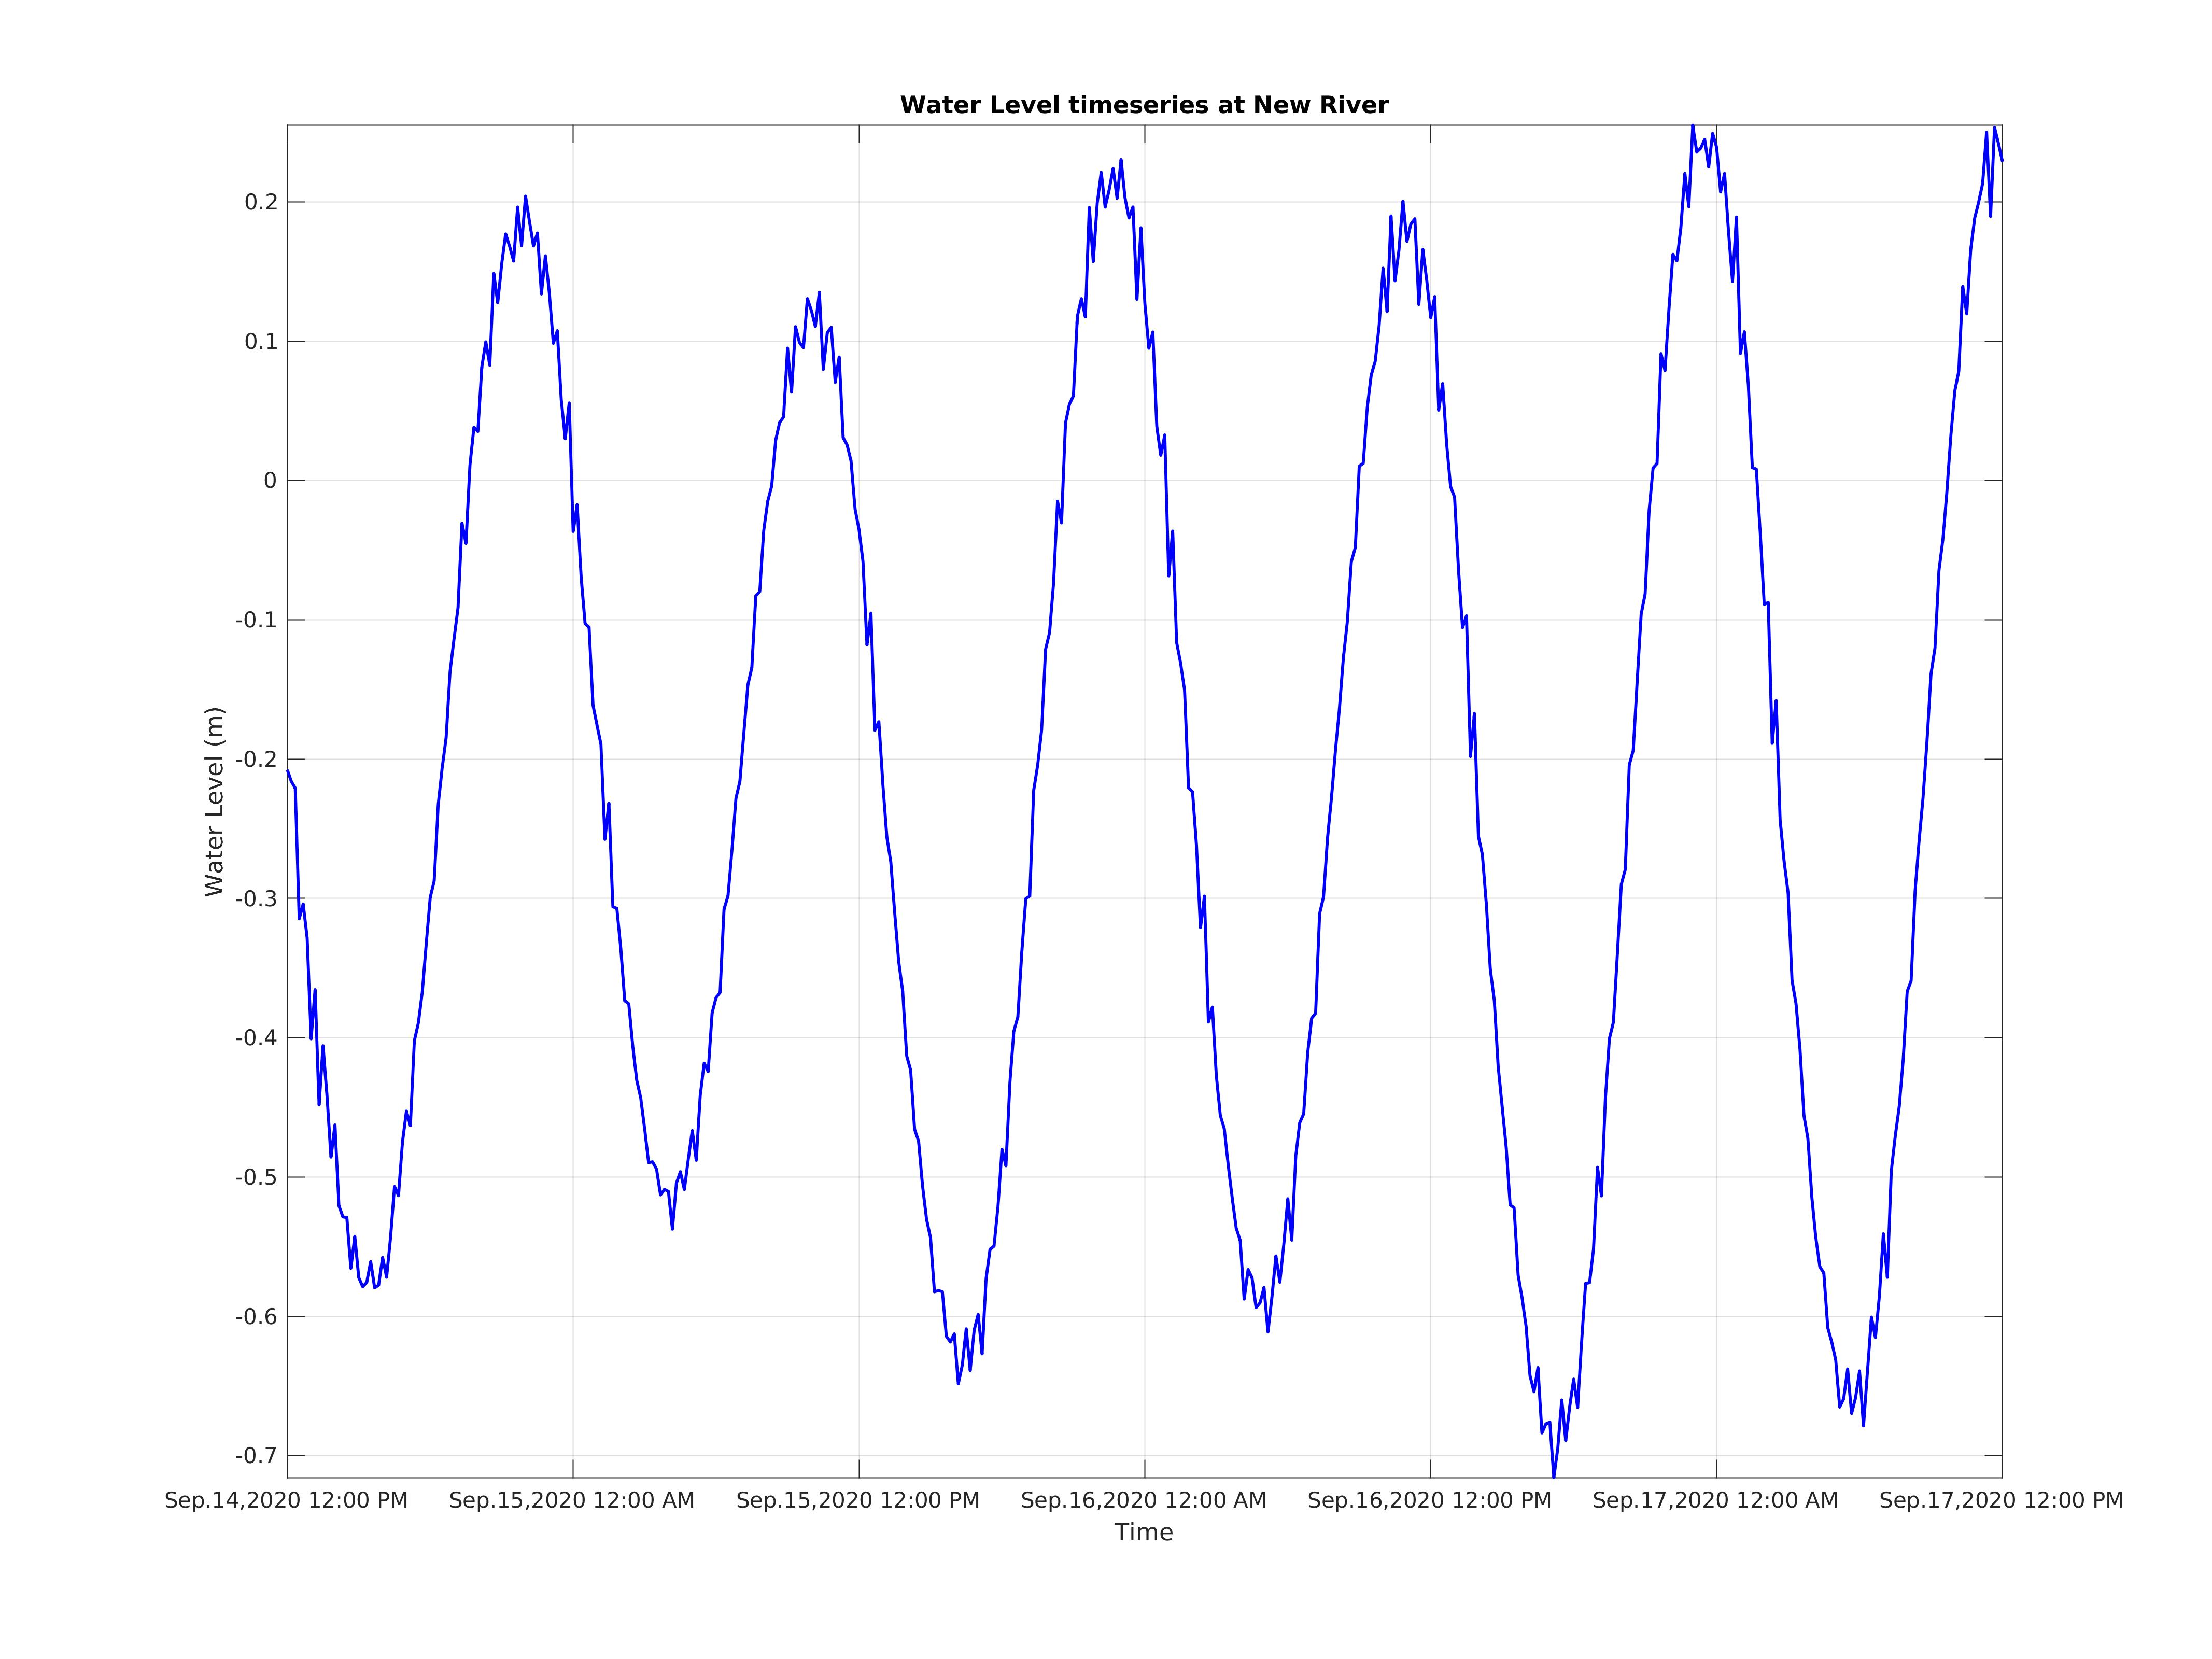 Water Level timeseries at New River
0.2
0.1
0
-0.1
-0.2
-0.3
-0.4
-0.5
-0.6
-0.7
Water Level (m)
Sep.14,2020 12:00 PM Sep.15,2020 12:00 AM Sep.15,2020 12:00 PM Sep.16,2020 12:00 AM Sep.16,2020 12:00 PM Sep.17,2020 12:00 AM Sep.17,2020 12:00 PM
Time